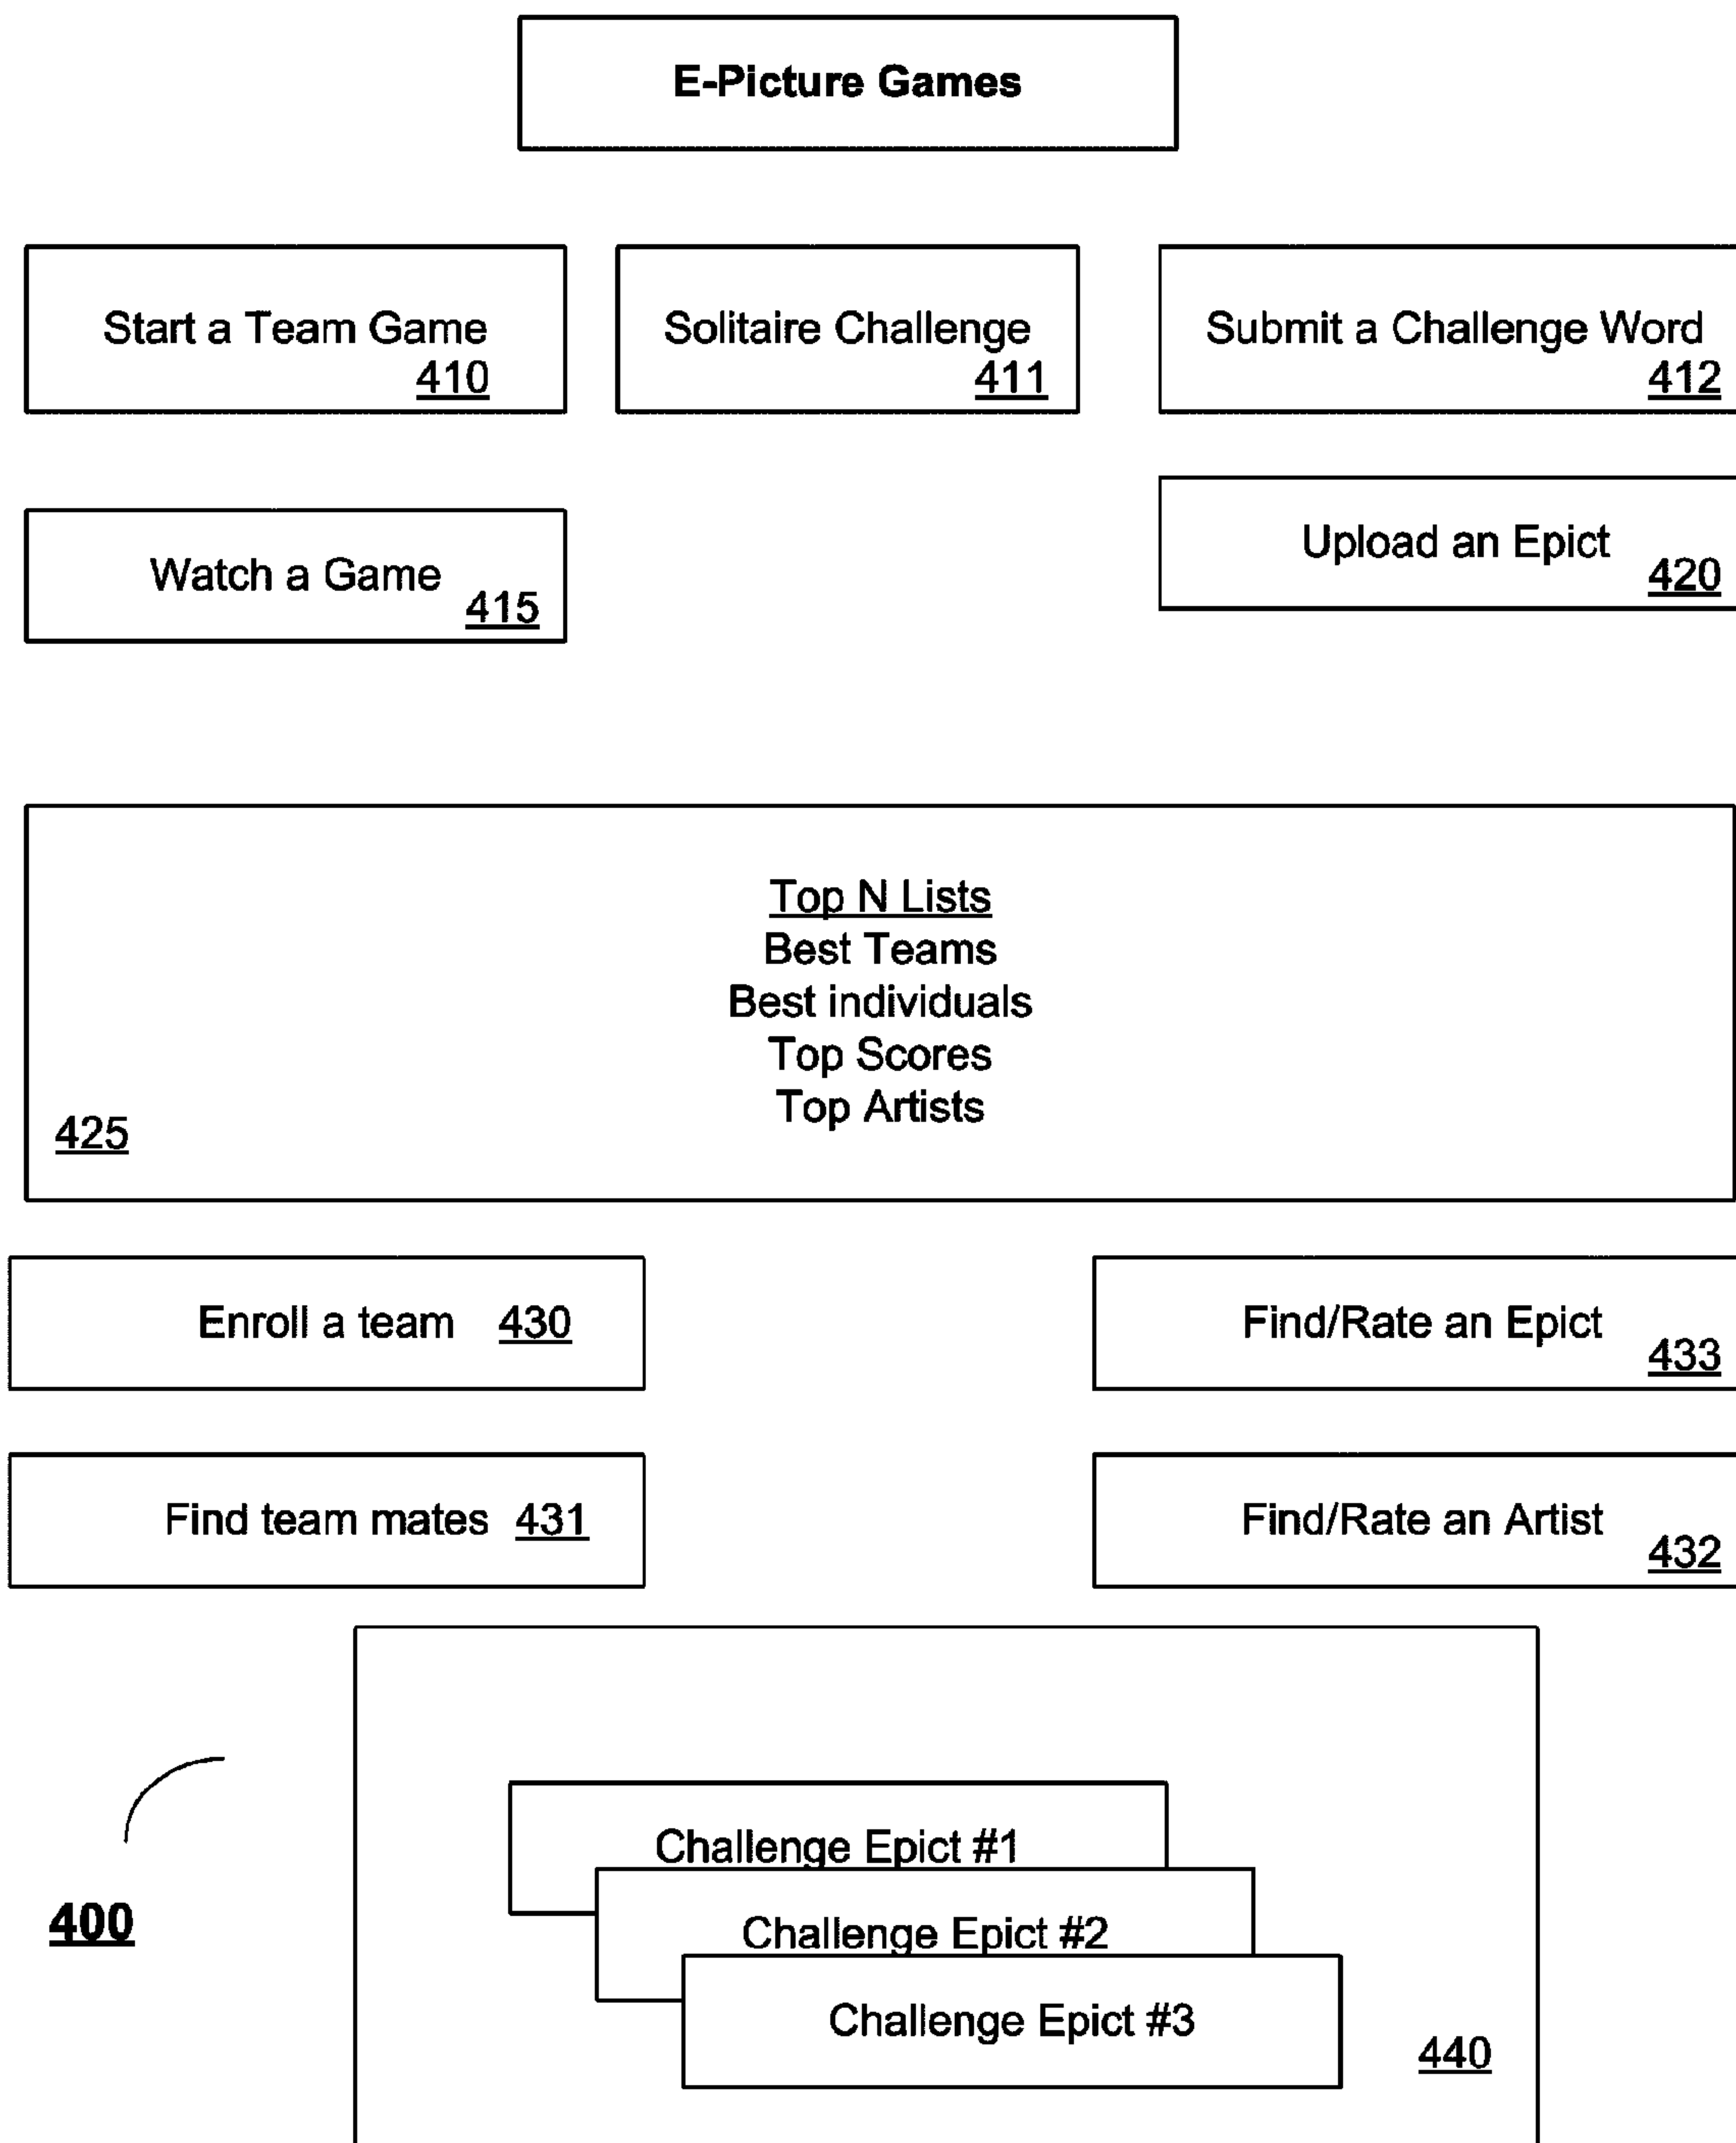 E-Picture Games
Start a Team Game
410
Solitaire Challenge
411
Submit a Challenge Word
412
Watch a Game
415
Upload an Epict
420
Top N Lists
Best Teams
Best individuals
Top Scores
Top Artists
425
Enroll a team 430
Find/Rate an Epict
433
Find team mates 431
Find/Rate an Artist
432
400
Challenge Epict #1
Challenge Epict #2
Challenge Epict #3
440